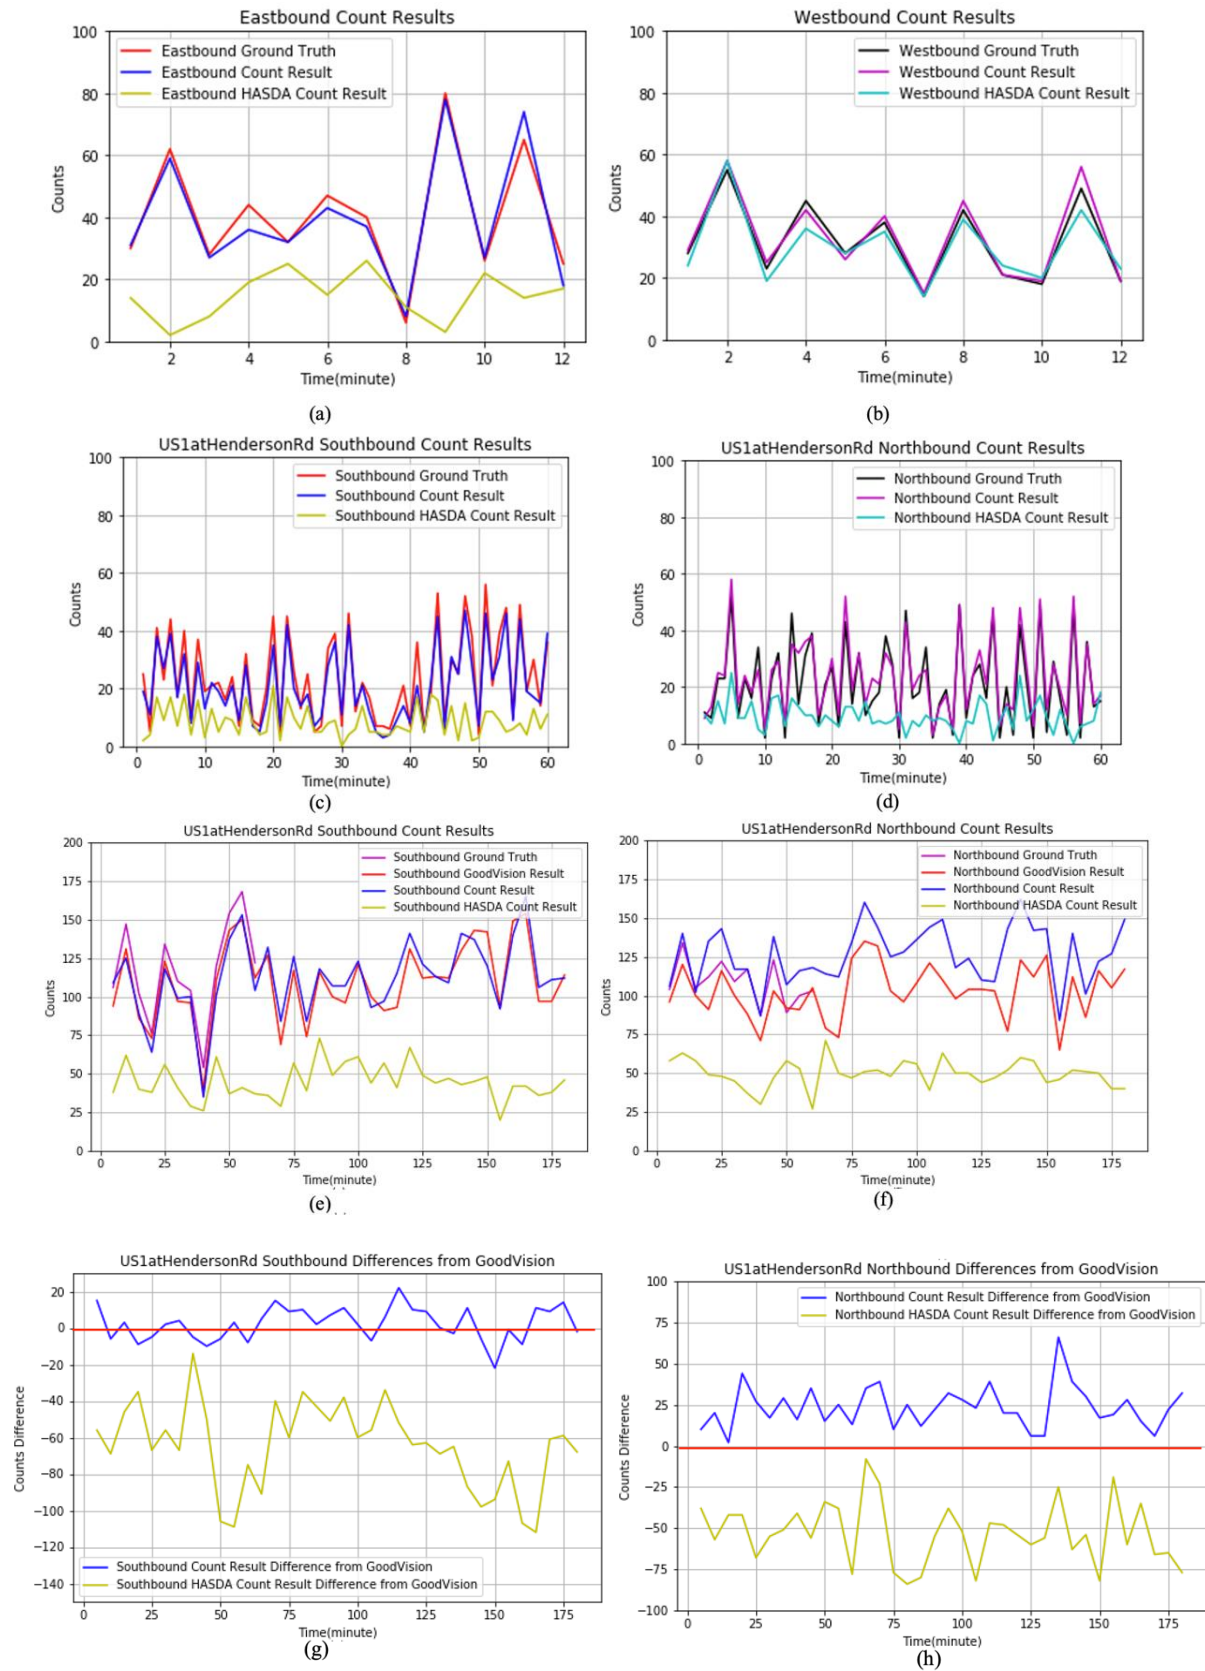 Eastbound Count Results
Eastbound Ground Truth
Eastbound Count Result
Eastbound HASDA Count Result
100
80
60
40
20
0
Counts
2 4 6 8 10 12
Time(minute)
(a)
Westbound Count Results
Westbound Ground Truth
Westbound Count Result
Westbound HASDA Count Result
100
80
60
40
20
0
Counts
2 4 6 8 10 12
Time(minute)
(b)
US1atHendersonRd Southbound Count Results
Southbound Ground Truth
Southbound Count Result
Southbound HASDA Count Result
100
80
60
40
20
0
Counts
0 10 20 30 40 50 60
Time(minute)
(c)
US1atHendersonRd Northbound Count Results
Northbound Ground Truth
Northbound Count Result
Northbound HASDA Count Result
100
80
60
40
20
0
Counts
0 10 20 30 40 50 60
Time(minute)
(d)
US1atHendersonRd Southbound Count Results
Southbound Ground Truth
Southbound GoodVision Result
Southbound Count Result
Southbound HASDA Count Result
200
175
150
125
100
75
50
25
0
Counts
0 25 50 75 100 125 150 175
Time(minute)
(e)
US1atHendersonRd Northbound Count Results
Northbound Ground Truth
Northbound GoodVision Result
Northbound Count Result
Northbound HASDA Count Result
200
175
150
125
100
75
50
25
0
Counts
0 25 50 75 100 125 150 175
Time(minute)
(f)
US1atHendersonRd Southbound Differences from GoodVision
20
0
−20
−40
−60
−80
−100
−120
−140
Counts Difference
Southbound Count Result Difference from GoodVision
Southbound HASDA Count Result Difference from GoodVision
0 25 50 75 100 125 150 175
Time(minute)
(g)
US1atHendersonRd Northbound Differences from GoodVision
Northbound Count Result Difference from GoodVision
Northbound HASDA Count Result Difference from GoodVision
100
75
50
25
0
−25
−50
−75
−100
Counts Difference
0 25 50 75 100 125 150 175
Time(minute)
(h)